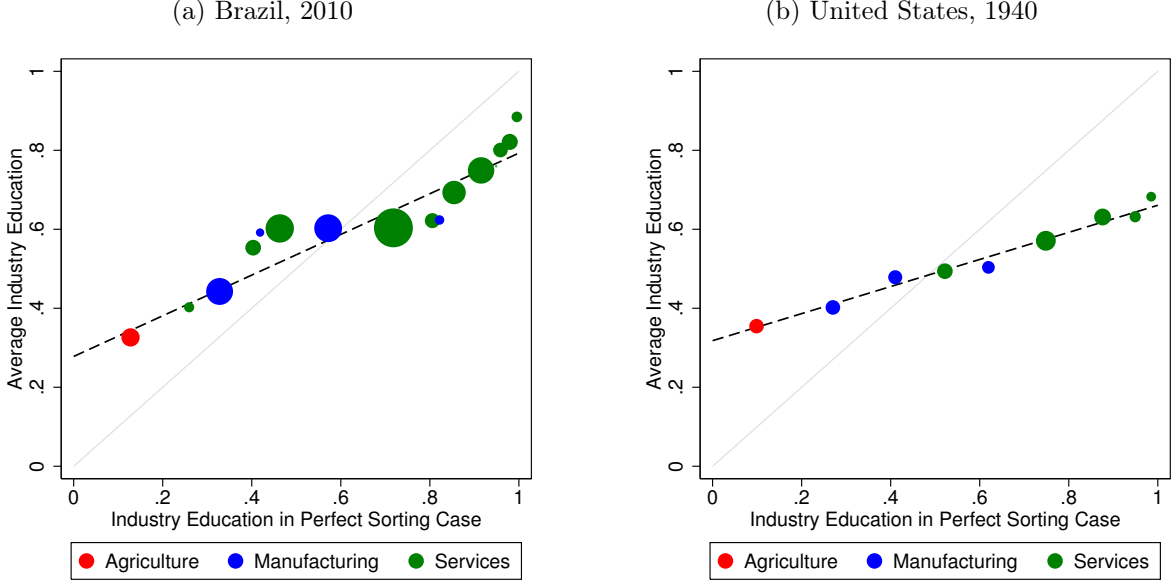 (a) Brazil, 2010
Average Industry Education
1
.8
.6
.4
.2
0
0 .2 .4 .6 .8 1
Industry Education in Perfect Sorting Case
Agriculture Manufacturing Services
(b) United States, 1940
Average Industry Education
1
.8
.6
.4
.2
0
0 .2 .4 .6 .8 1
Industry Education in Perfect Sorting Case
Agriculture Manufacturing Services